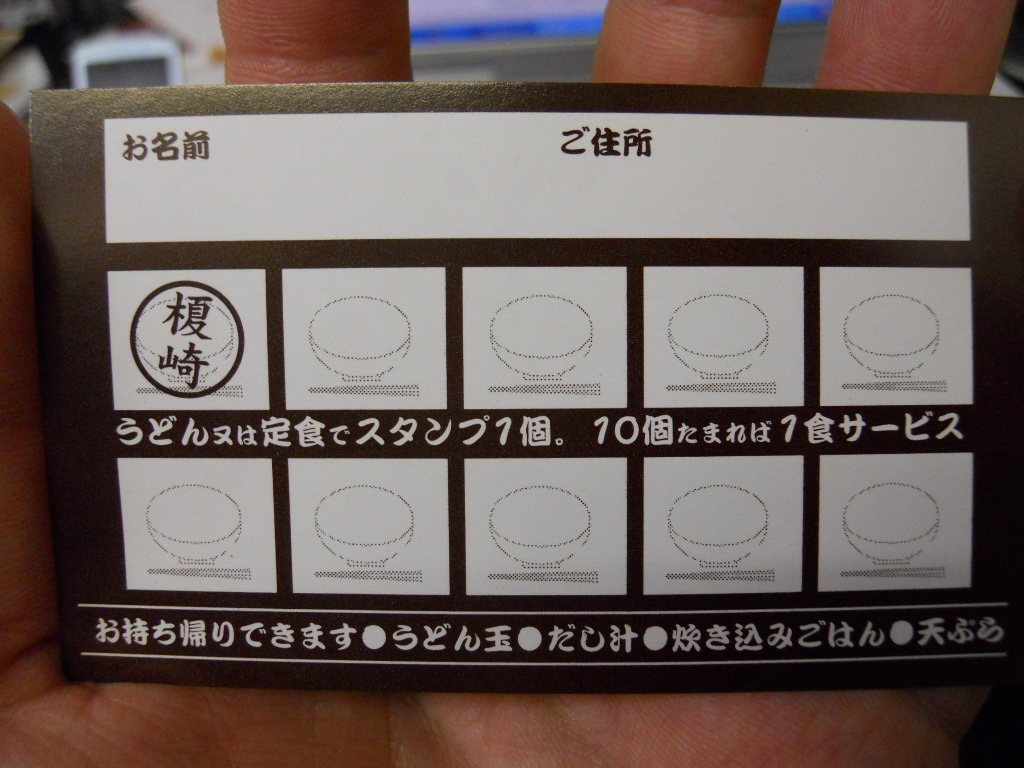 お名前 ご住所
榎
崎
うどん又は定食でスタンプ1個。 10個たまれば1食サービス
お持ち帰りできます●うどん玉●だし汁●炊き込みごはん●天ぷら